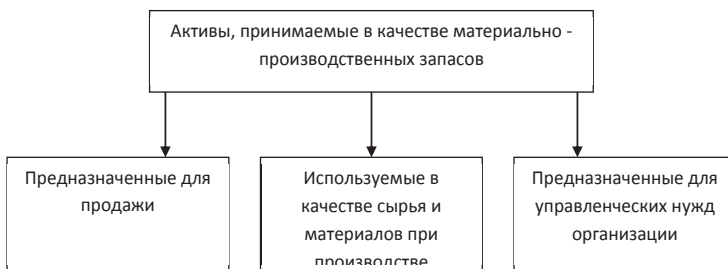 Активы, принимаемые в качестве материально -
производственных запасов
Предназначенные для
продажи
Используемые в
качестве сырья и
материалов при
производстве
Предназначенные для
управленческих нужд
организации